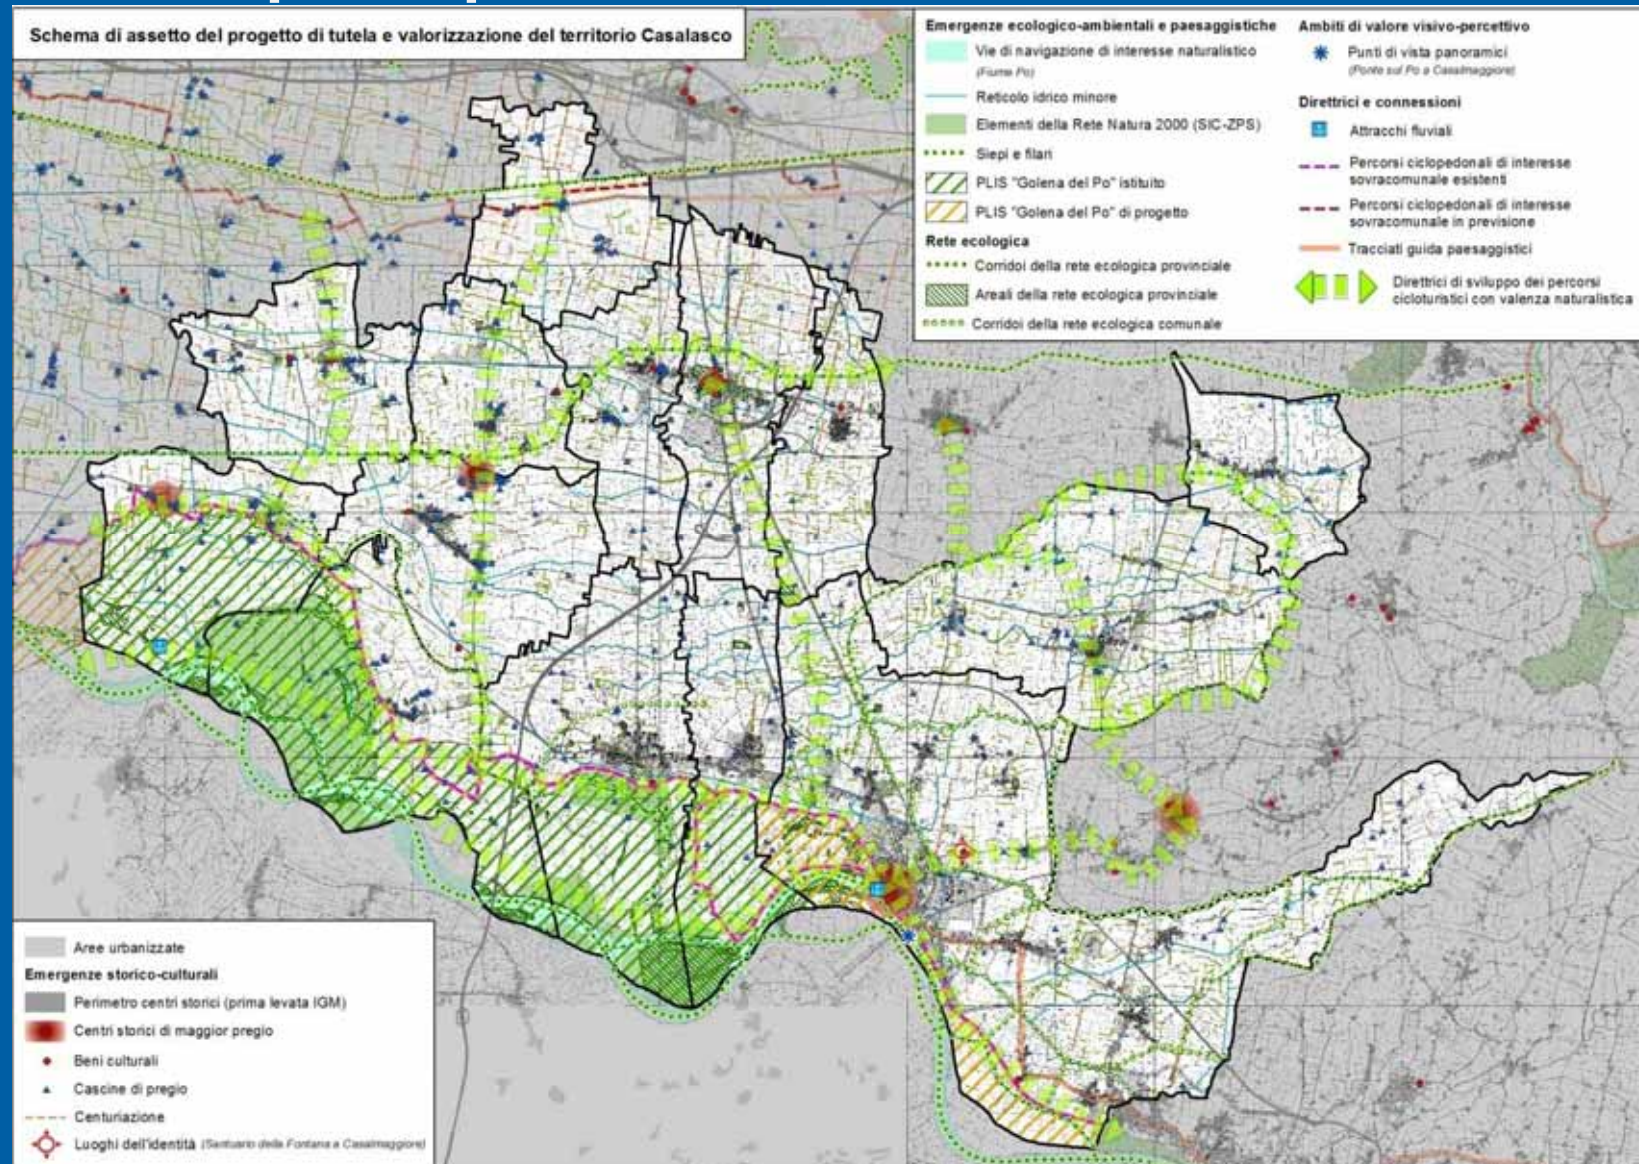 Schema di assetto del progetto di tutela e valorizzazione del territorio Casalasco
Emergenze ecologico-ambientali e paesaggistiche
Vie di navigazione di interesse naturalistico
(Fiume Po)
Reticolo idrico minore
Elementi della Rete Natura 2000 (SIC-ZPS)
Siepi e filari
PLIS "Golena del Po" istituito
PLIS "Golena del Po" di progetto
Rete ecologica
Corridoi della rete ecologica provinciale
Areali della rete ecologica provinciale
Corridoi della rete ecologica comunale
Ambiti di valore visivo-percettivo
Punti di vista panoramici
(Ponte sul Po a Casalmaggiore)
Direttrici e connessioni
Attracchi fluviali
Percorsi ciclopedonali di interesse
sovracomunale esistenti
Percorsi ciclopedonali di interesse
sovracomunale in previsione
Tracciati guida paesaggistici
Direttrici di sviluppo dei percorsi
cicloturistici con valenza naturalistica
Aree urbanizzate
Emergenze storico-culturali
Perimetro centri storici (prima levata IGM)
Centri storici di maggior pregio
Beni culturali
Cascine di pregio
Centuriazione
Luoghi dell'identità (Santuario della Fontana a Casalmaggiore)